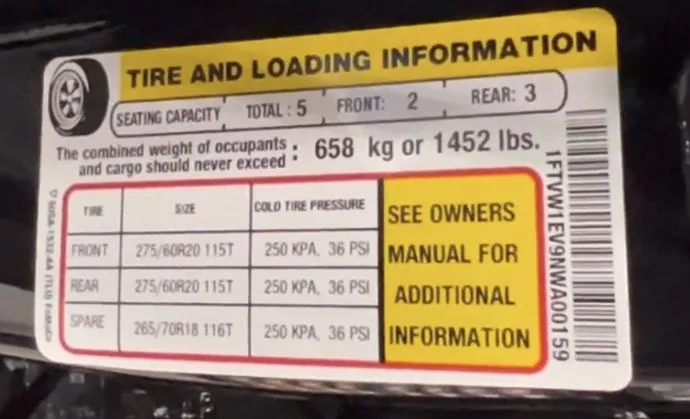 TIRE AND LOADING INFORMATION
SEATING CAPACITY TOTAL : 5 FRONT: 2 REAR: 3
The combined weight of occupants
and cargo should never exceed : 658 kg or 1452 lbs.
TIRE SIZE COLD TIRE PRESSURE
FRONT 275/60R20 115T 250 KPA, 36 PSI
REAR 275/60R20 115T 250 KPA, 36 PSI
SPARE 265/70R18 116T 250 KPA, 36 PSI
SEE OWNERS
MANUAL FOR
ADDITIONAL
INFORMATION
1FTVW1EV9NWA00159